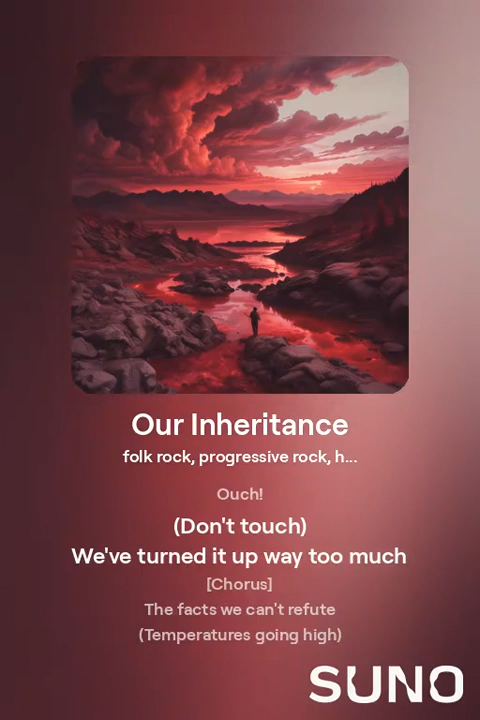 Our Inheritance
folk rock, progressive rock, h...
Ouch!
(Don't touch)
We've turned it up way too much
[Chorus]
The facts we can't refute
(Temperatures going high)
SUNO